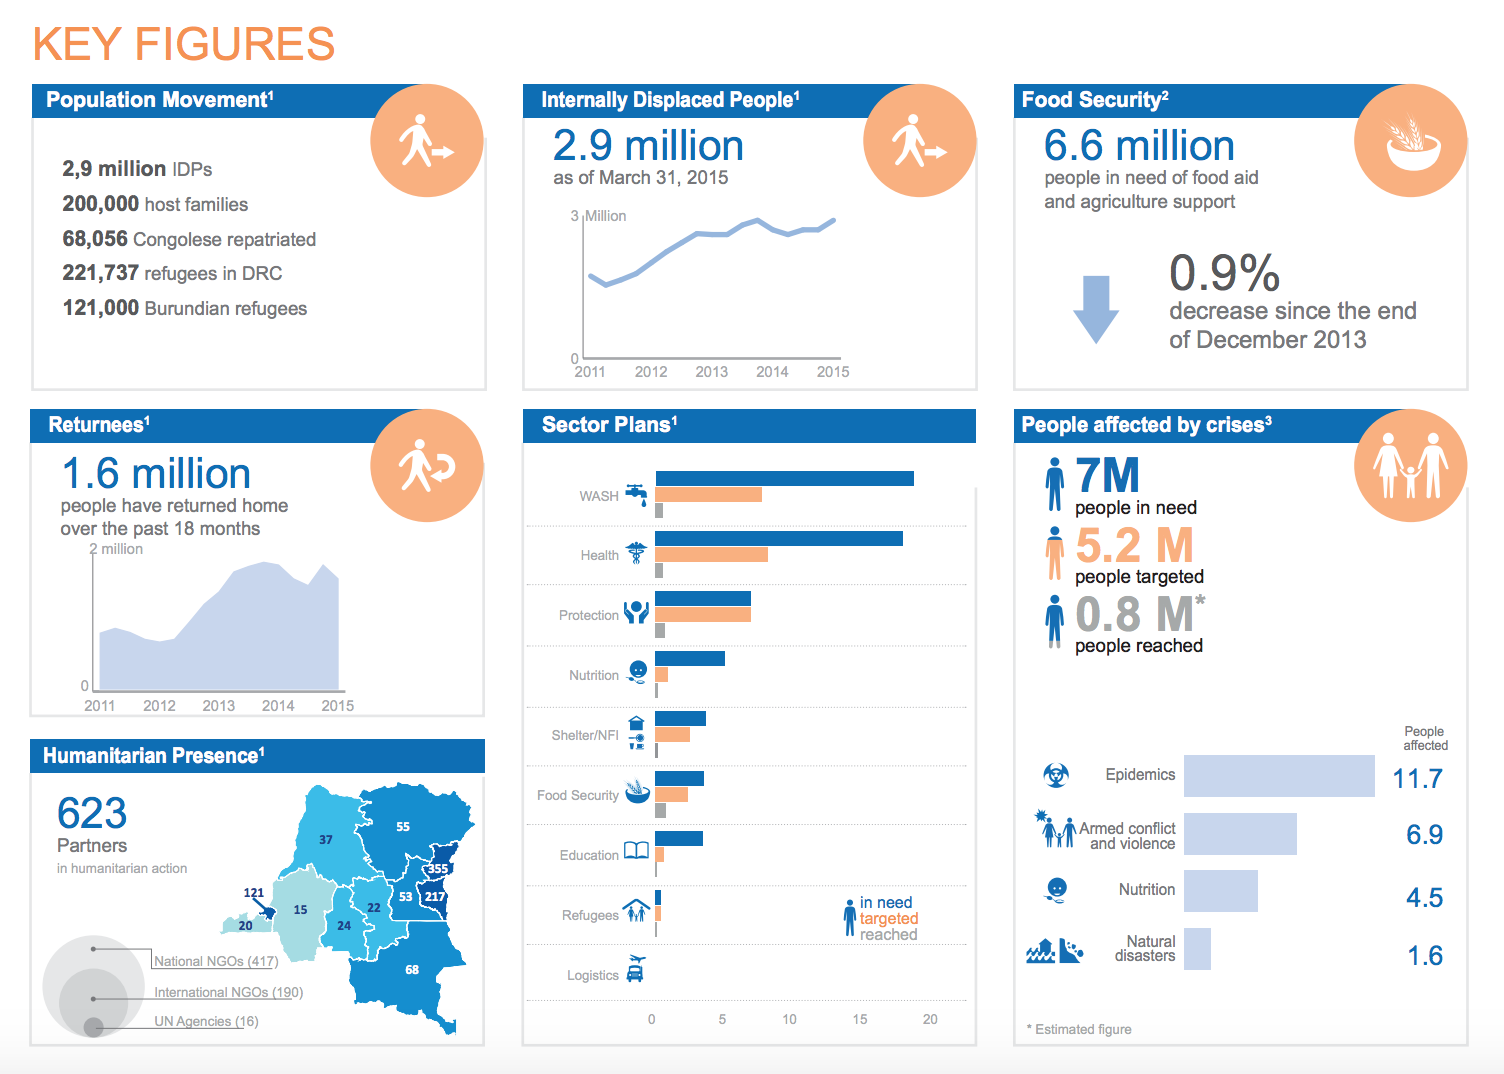 KEY FIGURES
Population Movement¹
2,9 million IDPs
200,000 host families
68,056 Congolese repatriated
221,737 refugees in DRC
121,000 Burundian refugees
Internally Displaced People¹
2.9 million
as of March 31, 2015
3 Million
0
2011 2012 2013 2014 2015
Food Security²
6.6 million
people in need of food aid
and agriculture support
0.9%
decrease since the end
of December 2013
Returnees¹
1.6 million
people have returned home
over the past 18 months
2 million
0
2011 2012 2013 2014 2015
Sector Plans¹
WASH
Health
Protection
Nutrition
Shelter/NFI
Food Security
Education
Refugees
Logistics
in need
targeted
reached
0 5 10 15 20
People affected by crises³
7M
people in need
5.2 M
people targeted
0.8 M*
people reached
People
affected
Epidemics 11.7
Armed conflict
and violence 6.9
Nutrition 4.5
Natural
disasters 1.6
* Estimated figure
Humanitarian Presence¹
623
Partners
in humanitarian action
55
37
355
121
53
217
15
22
20
24
68
National NGOs (417)
International NGOs (190)
UN Agencies (16)